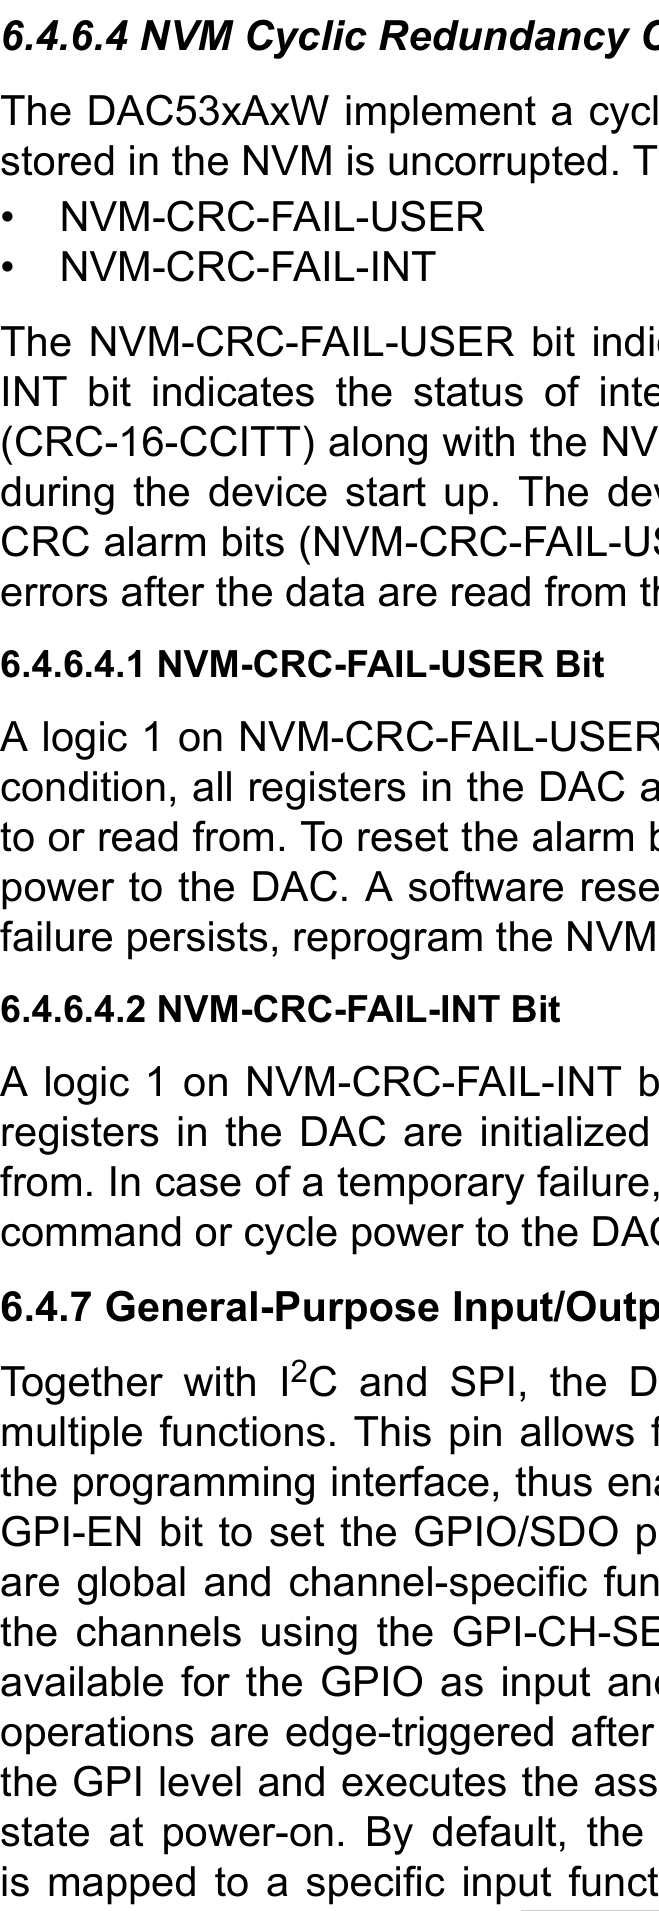 6.4.6.4 NVM Cyclic Redundancy
The DAC53xAxW implement a cycl
stored in the NVM is uncorrupted. T
• NVM-CRC-FAIL-USER
• NVM-CRC-FAIL-INT
The NVM-CRC-FAIL-USER bit indi
INT bit indicates the status of inte
(CRC-16-CCITT) along with the NV
during the device start up. The dev
CRC alarm bits (NVM-CRC-FAIL-US
errors after the data are read from th
6.4.6.4.1 NVM-CRC-FAIL-USER Bit
A logic 1 on NVM-CRC-FAIL-USER
condition, all registers in the DAC a
to or read from. To reset the alarm b
power to the DAC. A software rese
failure persists, reprogram the NVM
6.4.6.4.2 NVM-CRC-FAIL-INT Bit
A logic 1 on NVM-CRC-FAIL-INT b
registers in the DAC are initialized
from. In case of a temporary failure,
command or cycle power to the DAC
6.4.7 General-Purpose Input/Outp
Together with I²C and SPI, the D
multiple functions. This pin allows f
the programming interface, thus ena
GPI-EN bit to set the GPIO/SDO p
are global and channel-specific fun
the channels using the GPI-CH-SE
available for the GPIO as input and
operations are edge-triggered after
the GPI level and executes the ass
state at power-on. By default, the
is mapped to a specific input funct